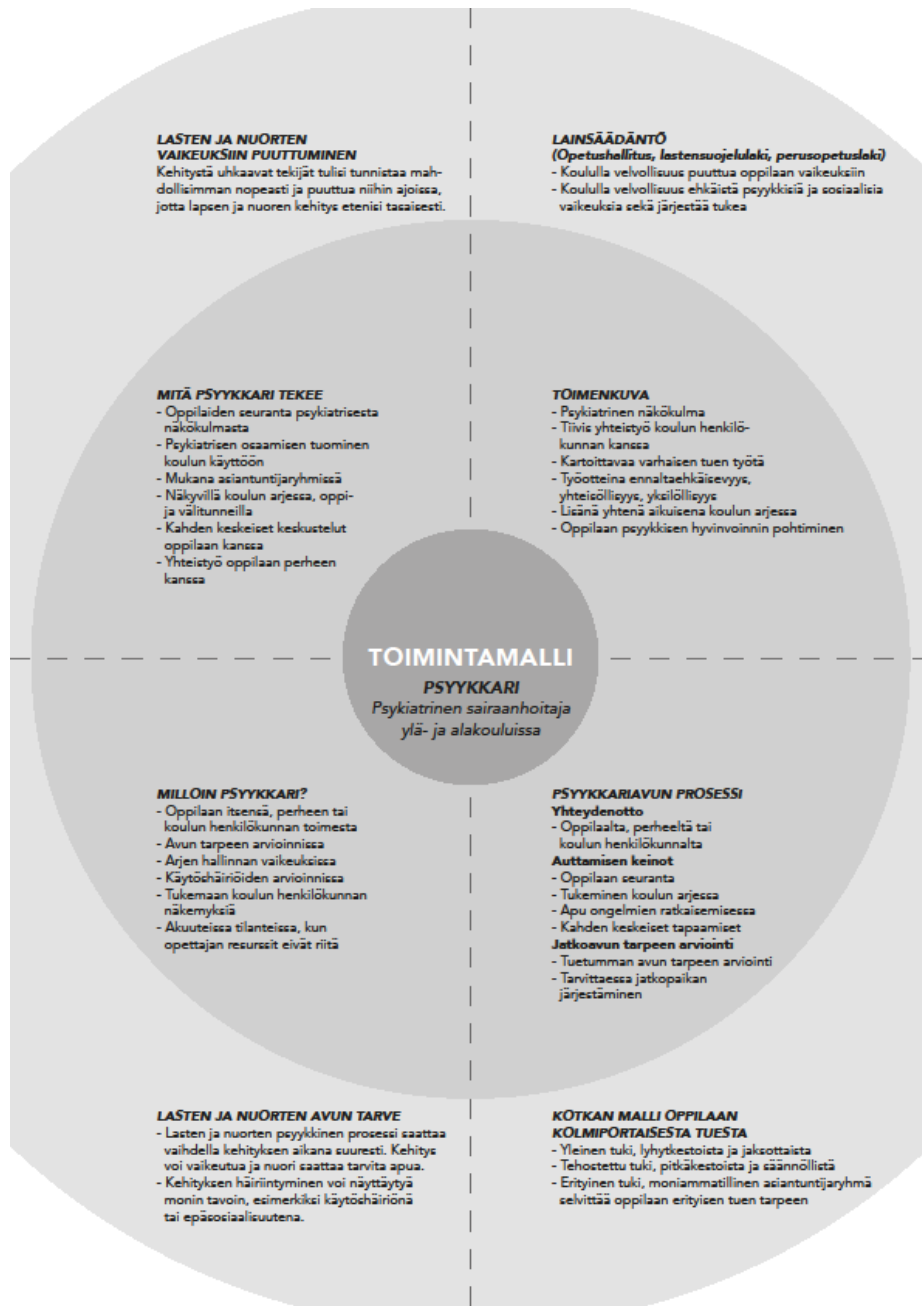 LASTEN JA NUORTEN
VAIKEUKSIIN PUUTTUMINEN
Kehitystä uhkaavat tekijät tulisi tunnistaa mah-
dollisimman nopeasti ja puuttua niihin ajoissa,
jotta lapsen ja nuoren kehitys etenisi tasaisesti.
LAINSÄÄDÄNTÖ
(Opetushallitus, lastensuojelulaki, perusopetuslaki)
- Koululla velvollisuus puuttua oppilaan vaikeuksiin
- Koululla velvollisuus ehkäistä psyykkisiä ja sosiaalisia
vaikeuksia sekä järjestää tukea
MITÄ PSYYKKARI TEKEE
- Oppilaiden seuranta psykiatrisesta
näkökulmasta
- Psykiatrisen osaamisen tuominen
koulun käyttöön
- Mukana asiantuntijaryhmissä
- Näkyvillä koulun arjessa, oppi-
ja välitunneilla
- Kahden keskeiset keskustelut
oppilaan kanssa
- Yhteistyö oppilaan perheen
kanssa
TOIMENKUVA
- Psykiatrinen näkökulma
- Tiivis yhteistyö koulun henkilö-
kunnan kanssa
- Kartoittavaa varhaisen tuen työtä
- Työotteina ennaltaehkäisevyys,
yhteisöllisyys, yksilöllisyys
- Lisänä yhtenä aikuisena koulun arjessa
- Oppilaan psyykkisen hyvinvoinnin pohtiminen
TOIMINTAMALLI
PSYYKKARI
Psykiatrinen sairaanhoitaja
ylä- ja alakouluissa
MILLOIN PSYYKKARI?
- Oppilaan itsensä, perheen tai
koulun henkilökunnan toimesta
- Avun tarpeen arvioinnissa
- Arjen hallinnan vaikeuksissa
- Käytöshäiriöiden arvioinnissa
- Tukemaan koulun henkilökunnan
näkemyksiä
- Akuuteissa tilanteissa, kun
opettajan resurssit eivät riitä
PSYYKKARIAVUN PROSESSI
Yhteydenotto
- Oppilaalta, perheeltä tai
koulun henkilökunnalta
Auttamisen keinot
- Oppilaan seuranta
- Tukeminen koulun arjessa
- Apu ongelmien ratkaisemisessa
- Kahden keskeiset tapaamiset
Jatkoavun tarpeen arviointi
- Tuetumman avun tarpeen arviointi
- Tarvittaessa jatkopaikan
järjestäminen
LASTEN JA NUORTEN AVUN TARVE
- Lasten ja nuorten psyykkinen prosessi saattaa
vaihdella kehityksen aikana suuresti. Kehitys
voi vaikeutua ja nuori saattaa tarvita apua.
- Kehityksen häiriintyminen voi näyttäytyä
monin tavoin, esimerkiksi käytöshäiriönä
tai epäsosiaalisuutena.
KOTKAN MALLI OPPILAAN
KOLMIPORTAISESTA TUESTA
- Yleinen tuki, lyhytkestoista ja jaksottaista
- Tehostettu tuki, pitkäkestoista ja säännöllistä
- Erityinen tuki, moniammatillinen asiantuntijaryhmä
selvittää oppilaan erityisen tuen tarpeen